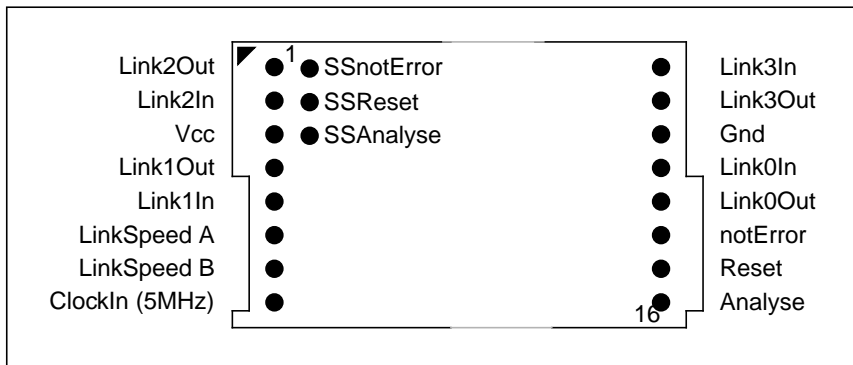 1
Link2Out
SSnotError
Link3In
Link2In
SSReset
Link3Out
Vcc
SSAnalyse
Gnd
Link1Out
Link0In
Link1In
Link0Out
LinkSpeed A
notError
LinkSpeed B
Reset
ClockIn (5MHz)
16
Analyse